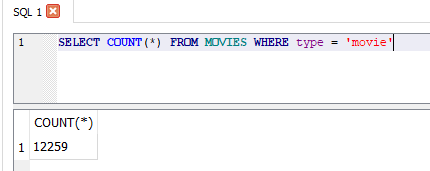 SQL 1
1 SELECT COUNT(*) FROM MOVIES WHERE type = 'movie'
COUNT(*)
1 12259